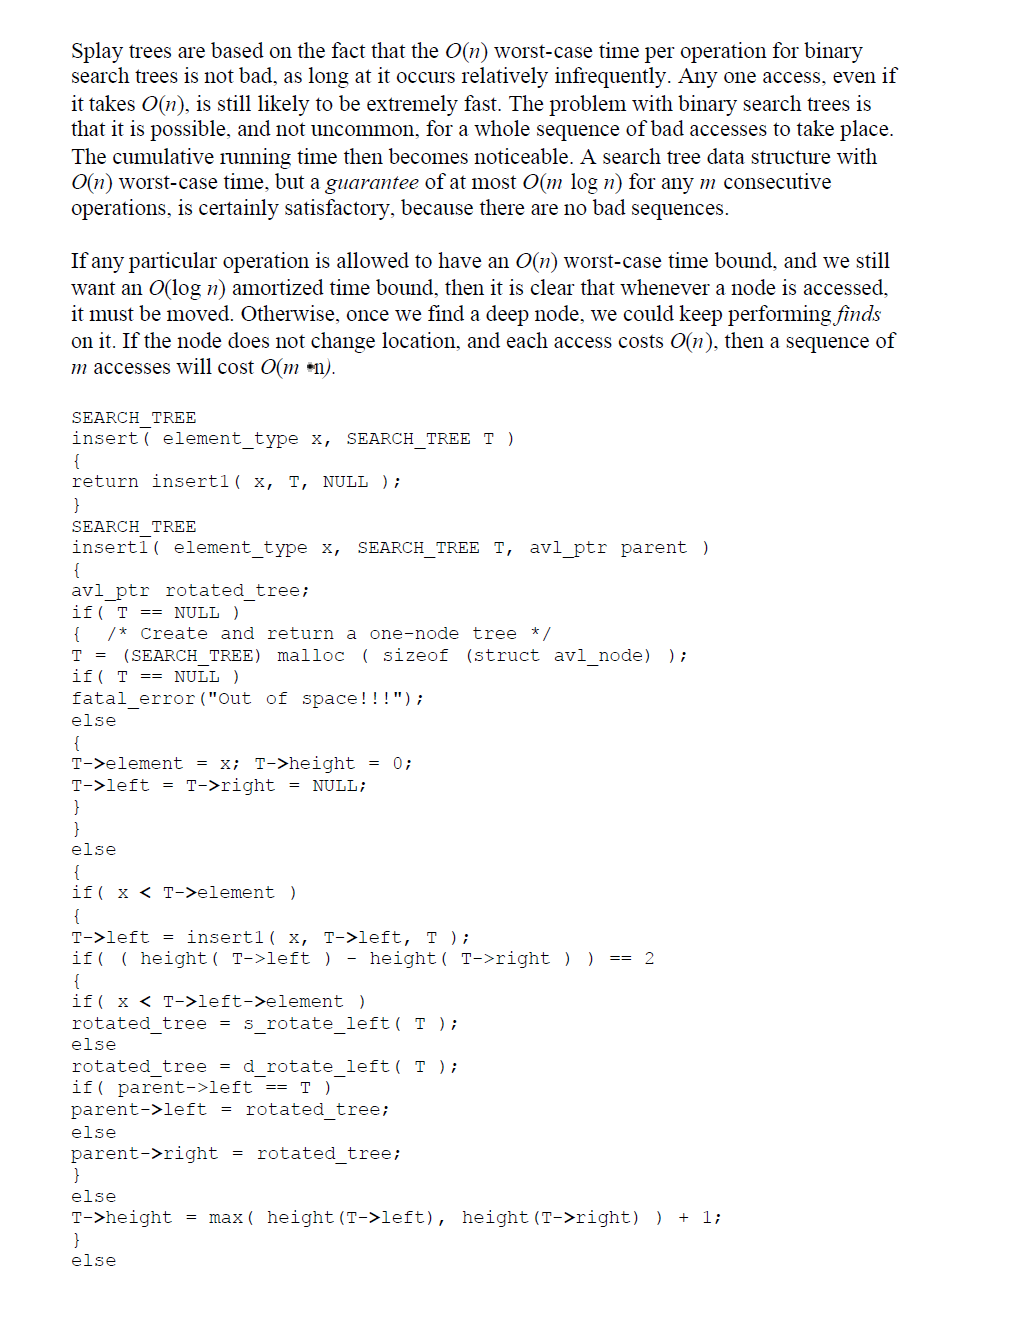 Splay trees are based on the fact that the O(n) worst-case time per operation for binary
search trees is not bad, as long at it occurs relatively infrequently. Any one access, even if
it takes O(n), is still likely to be extremely fast. The problem with binary search trees is
that it is possible, and not uncommon, for a whole sequence of bad accesses to take place.
The cumulative running time then becomes noticeable. A search tree data structure with
O(n) worst-case time, but a guarantee of at most O(m log n) for any m consecutive
operations, is certainly satisfactory, because there are no bad sequences.
If any particular operation is allowed to have an O(n) worst-case time bound, and we still
want an O(log n) amortized time bound, then it is clear that whenever a node is accessed,
it must be moved. Otherwise, once we find a deep node, we could keep performing finds
on it. If the node does not change location, and each access costs O(n), then a sequence of
m accesses will cost O(m •n).
SEARCH_TREE
insert( element_type x, SEARCH_TREE T )
{
return insert1( x, T, NULL );
}
SEARCH_TREE
insert1( element_type x, SEARCH_TREE T, avl_ptr parent )
{
avl_ptr rotated_tree;
if( T == NULL )
{ /* Create and return a one-node tree */
T = (SEARCH_TREE) malloc ( sizeof (struct avl_node) );
if( T == NULL )
fatal_error("Out of space!!!");
else
{
T->element = x; T->height = 0;
T->left = T->right = NULL;
}
}
else
{
if( x < T->element )
{
T->left = insert1( x, T->left, T );
if( ( height( T->left ) - height( T->right ) ) == 2
{
if( x < T->left->element )
rotated_tree = s_rotate_left( T );
else
rotated_tree = d_rotate_left( T );
if( parent->left == T )
parent->left = rotated_tree;
else
parent->right = rotated_tree;
}
else
T->height = max( height(T->left), height(T->right) ) + 1;
}
else